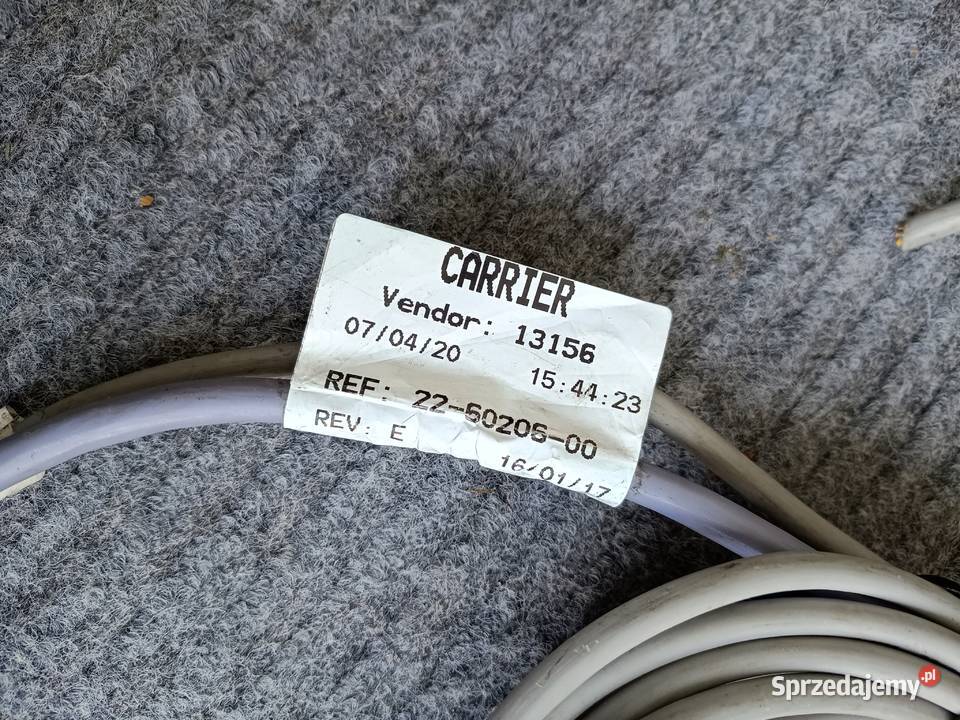 CARRIER
Vendor: 13156
07/04/20 15:44:23
REF: 22-60206-00
REV: E 16/01/17
Sprzedajemy.pl